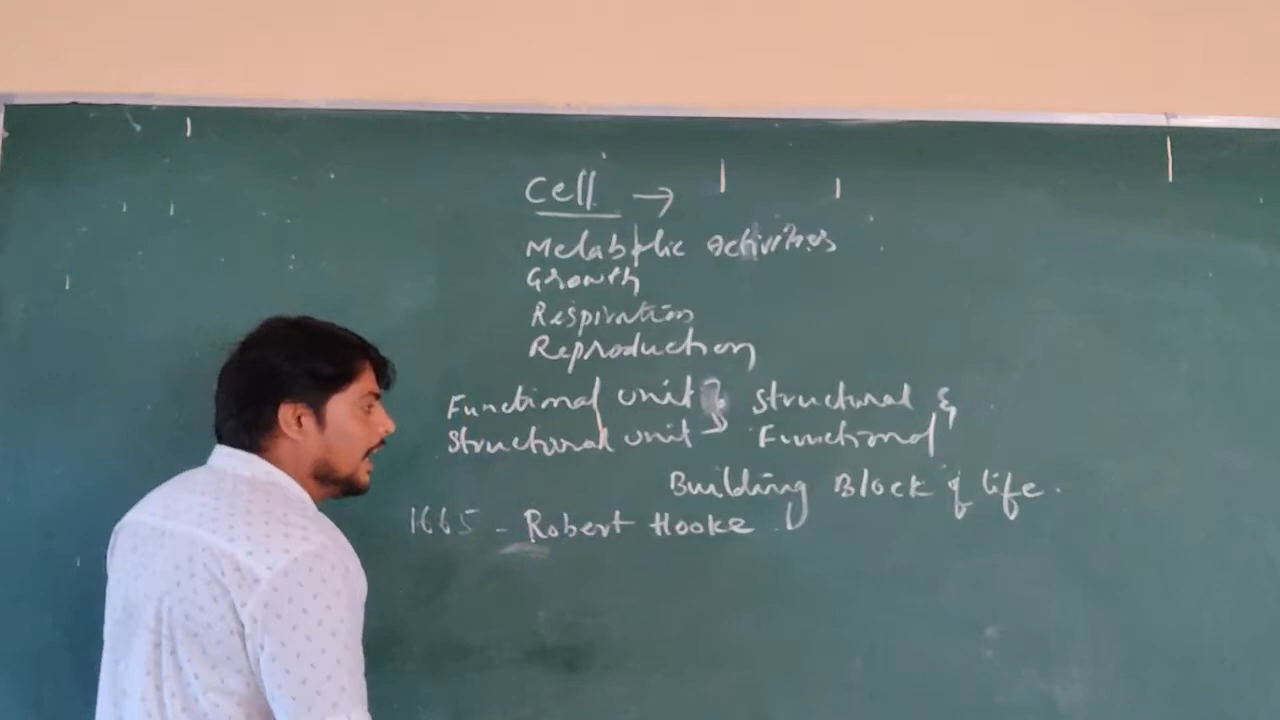 Cell →
Metabolic activities
Growth
Respiration
Reproduction
Functional unit & structural &
Structural unit → Functional
Building Block of life.
1665 - Robert Hooke.